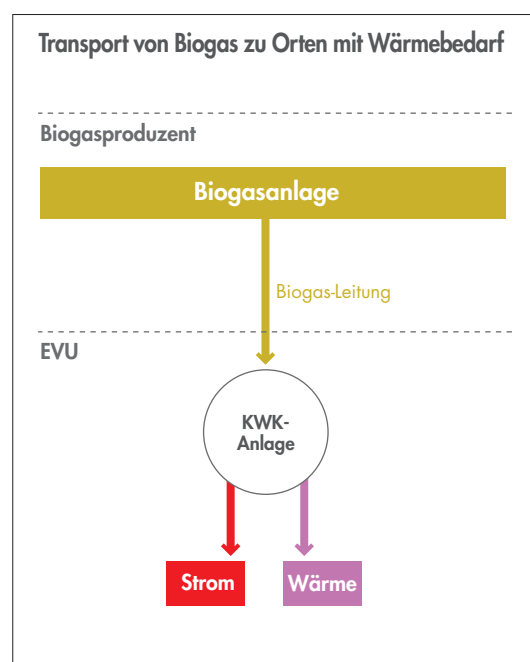 Transport von Biogas zu Orten mit Wärmebedarf
Biogasproduzent
Biogasanlage
Biogas-Leitung
EVU
KWK-
Anlage
Strom
Wärme